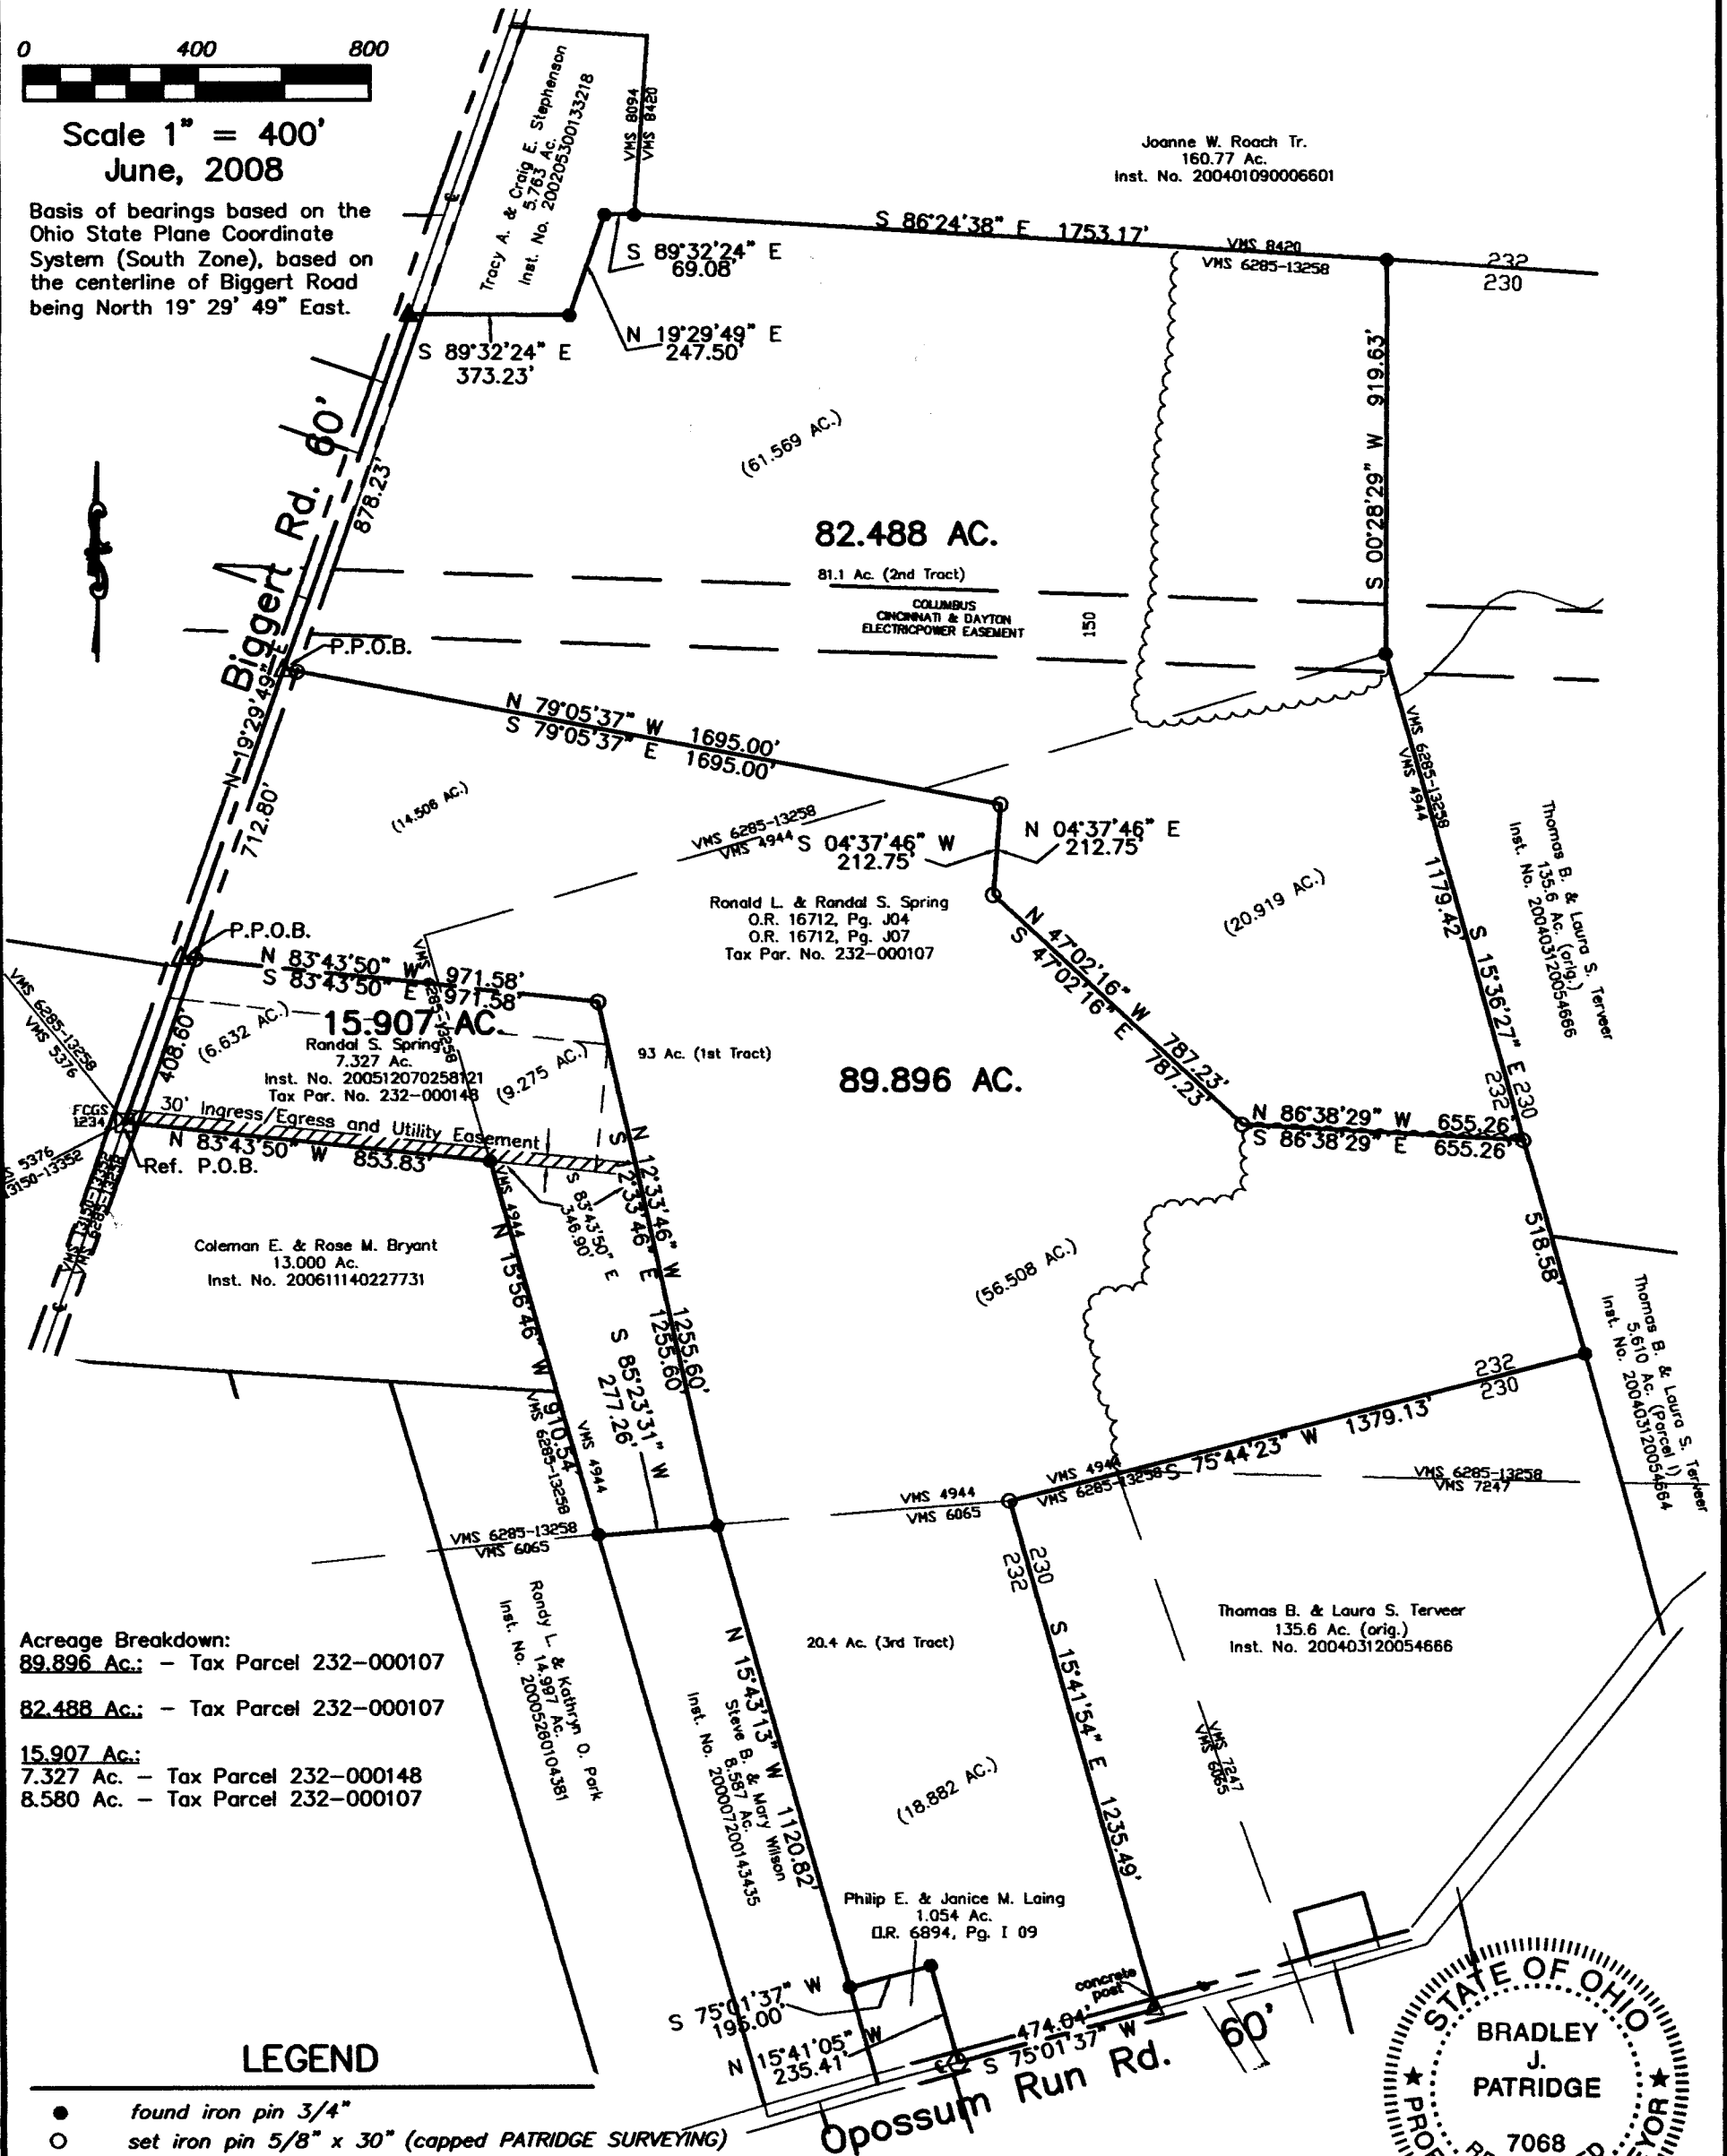 0 400 800
Scale 1" = 400'
June, 2008
Basis of bearings based on the
Ohio State Plane Coordinate
System (South Zone), based on
the centerline of Biggert Road
being North 19° 29' 49" East.
Tracy A. & Craig E. Stephenson
5.763 Ac.
Inst. No. 200205300133218
VMS 8094
VMS 8420
Joanne W. Roach Tr.
160.77 Ac.
Inst. No. 200401090006601
S 86°24'38" E 1753.17'
VMS 8420
VMS 6285-13258
232
230
S 89°32'24" E
69.08'
N 19°29'49" E
247.50'
S 89°32'24" E
373.23'
S 00°28'29" W 919.63'
Biggert Rd. 60'
878.23'
(61.569 AC.)
82.488 AC.
81.1 Ac. (2nd Tract)
COLUMBUS
CINCINNATI & DAYTON
ELECTRICPOWER EASEMENT
150
P.P.O.B.
N 19°29'49" E
712.80'
N 79°05'37" W 1695.00'
S 79°05'37" E 1695.00'
(14.506 AC.)
VMS 6285-13258
VMS 4944
S 04°37'46" W
212.75'
N 04°37'46" E
212.75'
VMS 6285-13258
VMS 4944
1179.42'
S 15°36'27" E
Thomas B. & Laura S. Terveer
135.6 Ac. (orig.)
Inst. No. 200403120054666
(20.919 AC.)
Ronald L. & Randal S. Spring
O.R. 16712, Pg. J04
O.R. 16712, Pg. J07
Tax Par. No. 232-000107
N 47°02'16" W 787.23'
S 47°02'16" E 787.23'
P.P.O.B.
N 83°43'50" W 971.58'
S 83°43'50" E 971.58'
VMS 6285-13258
VMS 6285-13258
VMS 5376
408.60'
(6.632 AC.)
15.907 AC.
Randal S. Spring
7.327 Ac.
Inst. No. 200512070258121
Tax Par. No. 232-000148
(9.275 AC.)
93 Ac. (1st Tract)
89.896 AC.
232
230
N 86°38'29" W 655.26'
S 86°38'29" E 655.26'
FCGS
1234
30' Ingress/Egress and Utility Easement
N 83°43'50" W 853.83'
Ref. P.O.B.
5376
13150-13352
VMS 13150-13352
VMS 6285-13258
VMS 4944
S 83°43'50" E
346.90'
N 12°33'46" W 1255.60'
S 12°33'46" E 1255.60'
Coleman E. & Rose M. Bryant
13.000 Ac.
Inst. No. 200611140227731
N 15°56'46" W 910.54'
S 85°23'31" W
277.26'
(56.508 AC.)
518.58'
Thomas B. & Laura S. Terveer
5.610 Ac. (Parcel I)
Inst. No. 200403120054664
232
230
VMS 6285-13258
VMS 4944
VMS 4944
VMS 6285-13258
S 75°44'23" W 1379.13'
VMS 6285-13258
VMS 7247
VMS 4944
VMS 6065
VMS 6285-13258
VMS 6065
230
232
Randy L. & Kathryn O. Park
14.997 Ac.
Inst. No. 200005260104381
20.4 Ac. (3rd Tract)
Thomas B. & Laura S. Terveer
135.6 Ac. (orig.)
Inst. No. 200403120054666
Acreage Breakdown:
89.896 Ac.: - Tax Parcel 232-000107
82.488 Ac.: - Tax Parcel 232-000107
15.907 Ac.:
7.327 Ac. - Tax Parcel 232-000148
8.580 Ac. - Tax Parcel 232-000107
N 15°43'13" W 1120.82'
Steve B. & Mary Wilson
8.587 Ac.
Inst. No. 200007200143435
S 15°41'54" E 1235.49'
VMS 7247
VMS 6065
(18.882 AC.)
Philip E. & Janice M. Laing
1.054 Ac.
O.R. 6894, Pg. I 09
S 75°01'37" W
195.00'
N 15°41'05" W
235.41'
concrete
post
474.04'
S 75°01'37" W
60'
Opossum Run Rd.
LEGEND
found iron pin 3/4"
set iron pin 5/8" x 30" (capped PATRIDGE SURVEYING)
STATE OF OHIO
BRADLEY
J.
PATRIDGE
7068